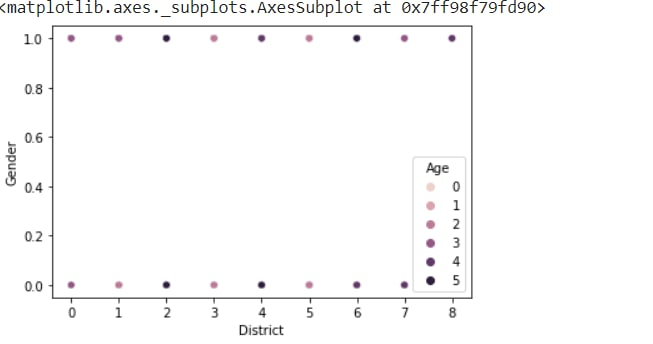 <matplotlib.axes._subplots.AxesSubplot at 0x7ff98f79fd90>
1.0
0.8
0.6
0.4
0.2
0.0
Gender
Age
0
1
2
3
4
5
0 1 2 3 4 5 6 7 8
District